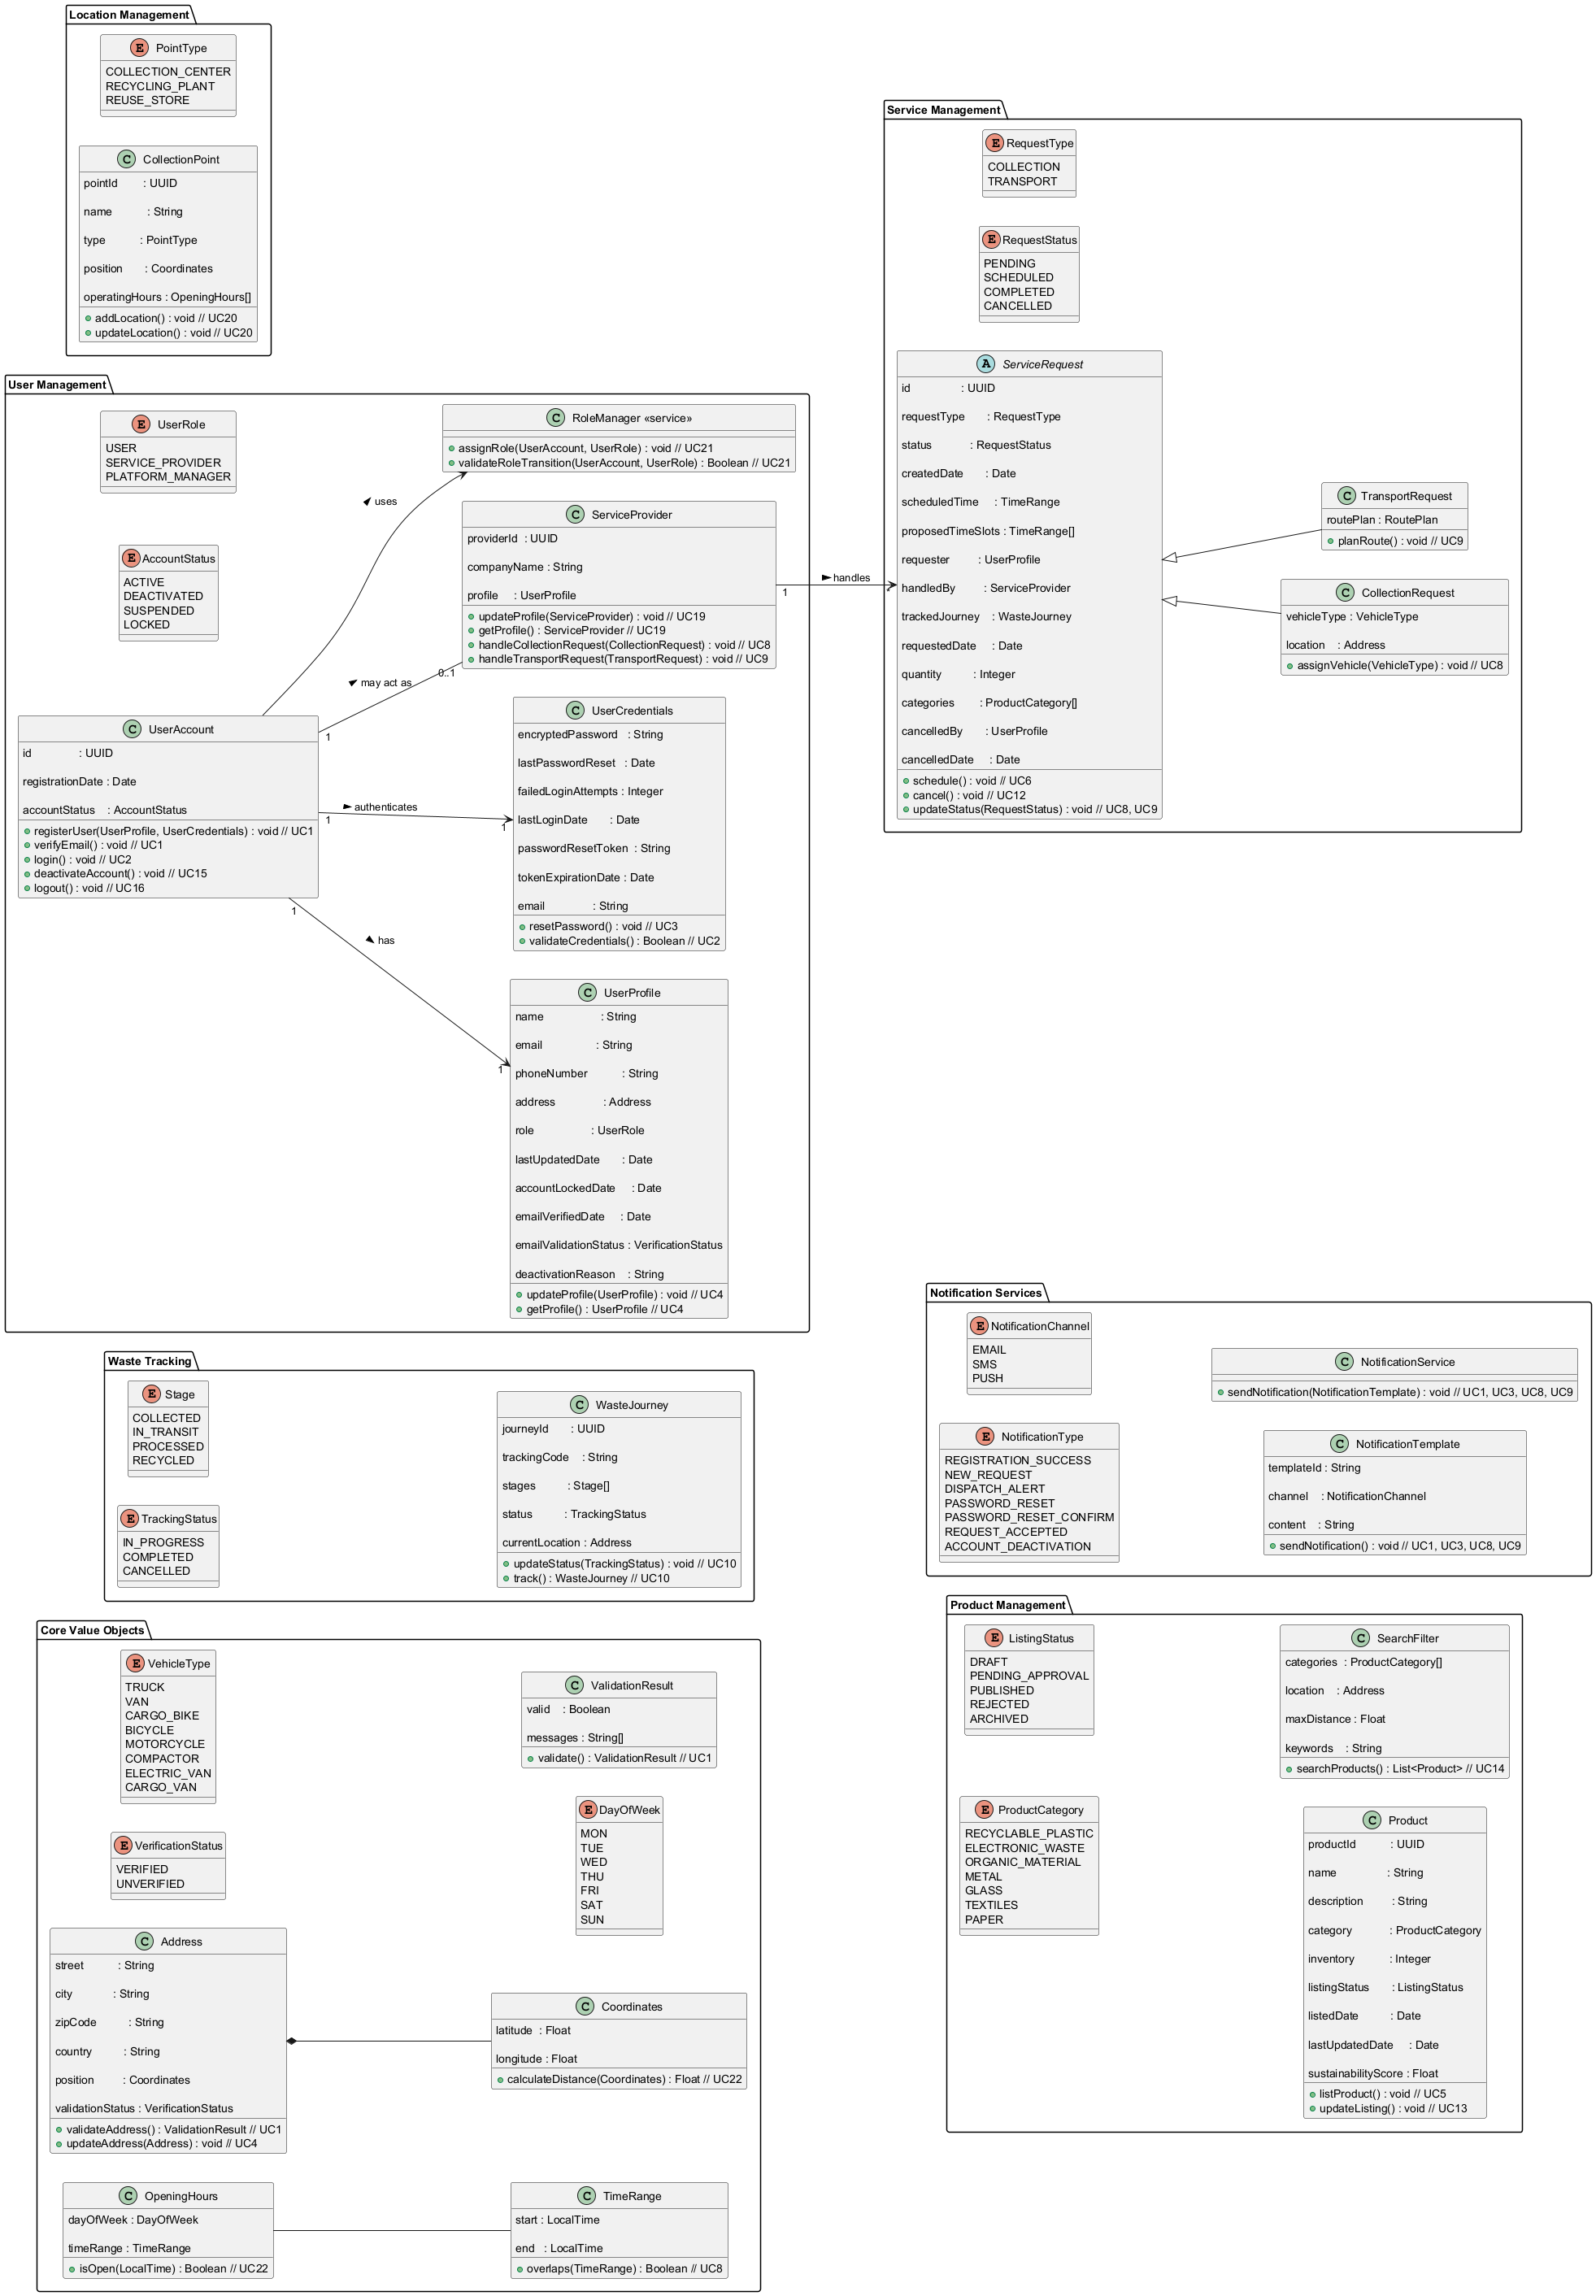 Location Management
E PointType
COLLECTION_CENTER
RECYCLING_PLANT
REUSE_STORE
C CollectionPoint
pointId : UUID
name : String
type : PointType
position : Coordinates
operatingHours : OpeningHours[]
addLocation() : void // UC20
updateLocation() : void // UC20
User Management
E UserRole
USER
SERVICE_PROVIDER
PLATFORM_MANAGER
E AccountStatus
ACTIVE
DEACTIVATED
SUSPENDED
LOCKED
C UserAccount
id : UUID
registrationDate : Date
accountStatus : AccountStatus
registerUser(UserProfile, UserCredentials) : void // UC1
verifyEmail() : void // UC1
login() : void // UC2
deactivateAccount() : void // UC15
logout() : void // UC16
uses
may act as
1
0..1
authenticates
1
1
has
1
1
C RoleManager «service»
assignRole(UserAccount, UserRole) : void // UC21
validateRoleTransition(UserAccount, UserRole) : Boolean // UC21
C ServiceProvider
providerId : UUID
companyName : String
profile : UserProfile
updateProfile(ServiceProvider) : void // UC19
getProfile() : ServiceProvider // UC19
handleCollectionRequest(CollectionRequest) : void // UC8
handleTransportRequest(TransportRequest) : void // UC9
C UserCredentials
encryptedPassword : String
lastPasswordReset : Date
failedLoginAttempts : Integer
lastLoginDate : Date
passwordResetToken : String
tokenExpirationDate : Date
email : String
resetPassword() : void // UC3
validateCredentials() : Boolean // UC2
C UserProfile
name : String
email : String
phoneNumber : String
address : Address
role : UserRole
lastUpdatedDate : Date
accountLockedDate : Date
emailVerifiedDate : Date
emailValidationStatus : VerificationStatus
deactivationReason : String
updateProfile(UserProfile) : void // UC4
getProfile() : UserProfile // UC4
handles
1
*
Service Management
E RequestType
COLLECTION
TRANSPORT
E RequestStatus
PENDING
SCHEDULED
COMPLETED
CANCELLED
A ServiceRequest
id : UUID
requestType : RequestType
status : RequestStatus
createdDate : Date
scheduledTime : TimeRange
proposedTimeSlots : TimeRange[]
requester : UserProfile
handledBy : ServiceProvider
trackedJourney : WasteJourney
requestedDate : Date
quantity : Integer
categories : ProductCategory[]
cancelledBy : UserProfile
cancelledDate : Date
schedule() : void // UC6
cancel() : void // UC12
updateStatus(RequestStatus) : void // UC8, UC9
C TransportRequest
routePlan : RoutePlan
planRoute() : void // UC9
C CollectionRequest
vehicleType : VehicleType
location : Address
assignVehicle(VehicleType) : void // UC8
Waste Tracking
E Stage
COLLECTED
IN_TRANSIT
PROCESSED
RECYCLED
E TrackingStatus
IN_PROGRESS
COMPLETED
CANCELLED
C WasteJourney
journeyId : UUID
trackingCode : String
stages : Stage[]
status : TrackingStatus
currentLocation : Address
updateStatus(TrackingStatus) : void // UC10
track() : WasteJourney // UC10
Notification Services
E NotificationChannel
EMAIL
SMS
PUSH
E NotificationType
REGISTRATION_SUCCESS
NEW_REQUEST
DISPATCH_ALERT
PASSWORD_RESET
PASSWORD_RESET_CONFIRM
REQUEST_ACCEPTED
ACCOUNT_DEACTIVATION
C NotificationService
sendNotification(NotificationTemplate) : void // UC1, UC3, UC8, UC9
C NotificationTemplate
templateId : String
channel : NotificationChannel
content : String
sendNotification() : void // UC1, UC3, UC8, UC9
Core Value Objects
E VehicleType
TRUCK
VAN
CARGO_BIKE
BICYCLE
MOTORCYCLE
COMPACTOR
ELECTRIC_VAN
CARGO_VAN
E VerificationStatus
VERIFIED
UNVERIFIED
C Address
street : String
city : String
zipCode : String
country : String
position : Coordinates
validationStatus : VerificationStatus
validateAddress() : ValidationResult // UC1
updateAddress(Address) : void // UC4
C OpeningHours
dayOfWeek : DayOfWeek
timeRange : TimeRange
isOpen(LocalTime) : Boolean // UC22
C ValidationResult
valid : Boolean
messages : String[]
validate() : ValidationResult // UC1
E DayOfWeek
MON
TUE
WED
THU
FRI
SAT
SUN
C Coordinates
latitude : Float
longitude : Float
calculateDistance(Coordinates) : Float // UC22
C TimeRange
start : LocalTime
end : LocalTime
overlaps(TimeRange) : Boolean // UC8
Product Management
E ListingStatus
DRAFT
PENDING_APPROVAL
PUBLISHED
REJECTED
ARCHIVED
E ProductCategory
RECYCLABLE_PLASTIC
ELECTRONIC_WASTE
ORGANIC_MATERIAL
METAL
GLASS
TEXTILES
PAPER
C SearchFilter
categories : ProductCategory[]
location : Address
maxDistance : Float
keywords : String
searchProducts() : List<Product> // UC14
C Product
productId : UUID
name : String
description : String
category : ProductCategory
inventory : Integer
listingStatus : ListingStatus
listedDate : Date
lastUpdatedDate : Date
sustainabilityScore : Float
listProduct() : void // UC5
updateListing() : void // UC13